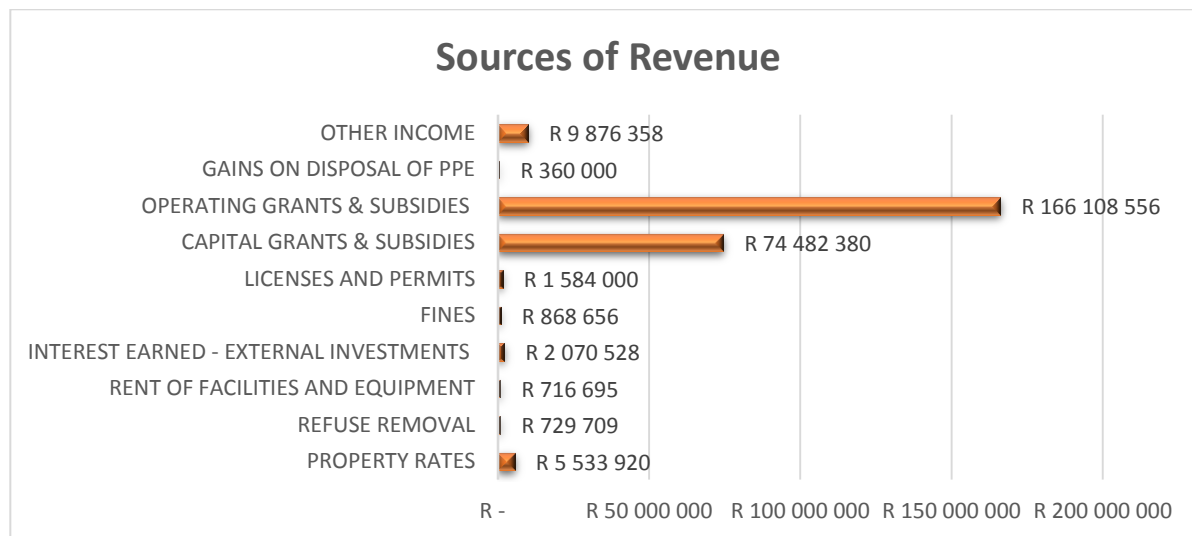 Sources of Revenue
OTHER INCOME R 9 876 358
GAINS ON DISPOSAL OF PPE R 360 000
OPERATING GRANTS & SUBSIDIES R 166 108 556
CAPITAL GRANTS & SUBSIDIES R 74 482 380
LICENSES AND PERMITS R 1 584 000
FINES R 868 656
INTEREST EARNED - EXTERNAL INVESTMENTS R 2 070 528
RENT OF FACILITIES AND EQUIPMENT R 716 695
REFUSE REMOVAL R 729 709
PROPERTY RATES R 5 533 920
R - R 50 000 000 R 100 000 000 R 150 000 000 R 200 000 000